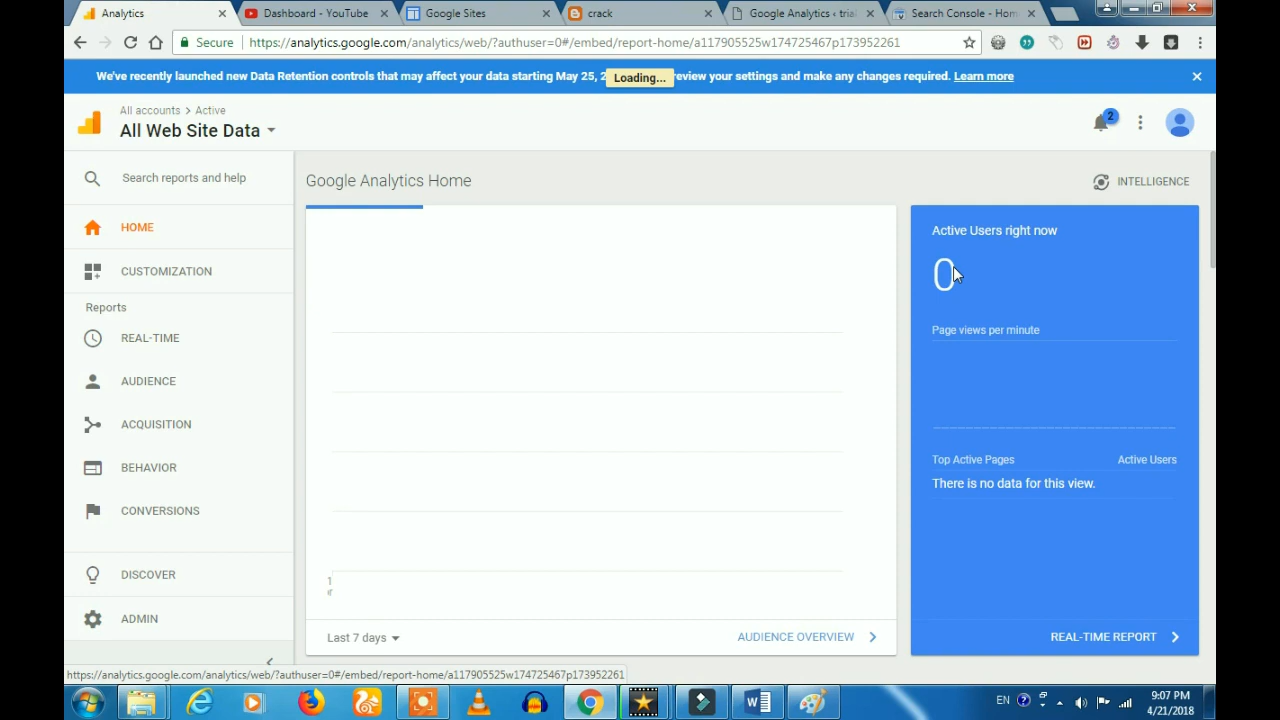 Analytics
Dashboard - YouTube
Google Sites
crack
Google Analytics ‹ trial
Search Console - Hom
Secure
https://analytics.google.com/analytics/web/?authuser=0#/embed/report-home/a117905525w174725467p173952261
We've recently launched new Data Retention controls that may affect your data starting May 25, 2
Loading...
review your settings and make any changes required. Learn more
All accounts > Active
All Web Site Data
2
Search reports and help
Google Analytics Home
INTELLIGENCE
HOME
CUSTOMIZATION
Reports
REAL-TIME
AUDIENCE
ACQUISITION
BEHAVIOR
CONVERSIONS
DISCOVER
ADMIN
Active Users right now
0
Page views per minute
Top Active Pages
Active Users
There is no data for this view.
1
Last 7 days
AUDIENCE OVERVIEW
REAL-TIME REPORT
https://analytics.google.com/analytics/web/?authuser=0#/embed/report-home/a117905525w174725467p173952261
EN
9:07 PM
4/21/2018